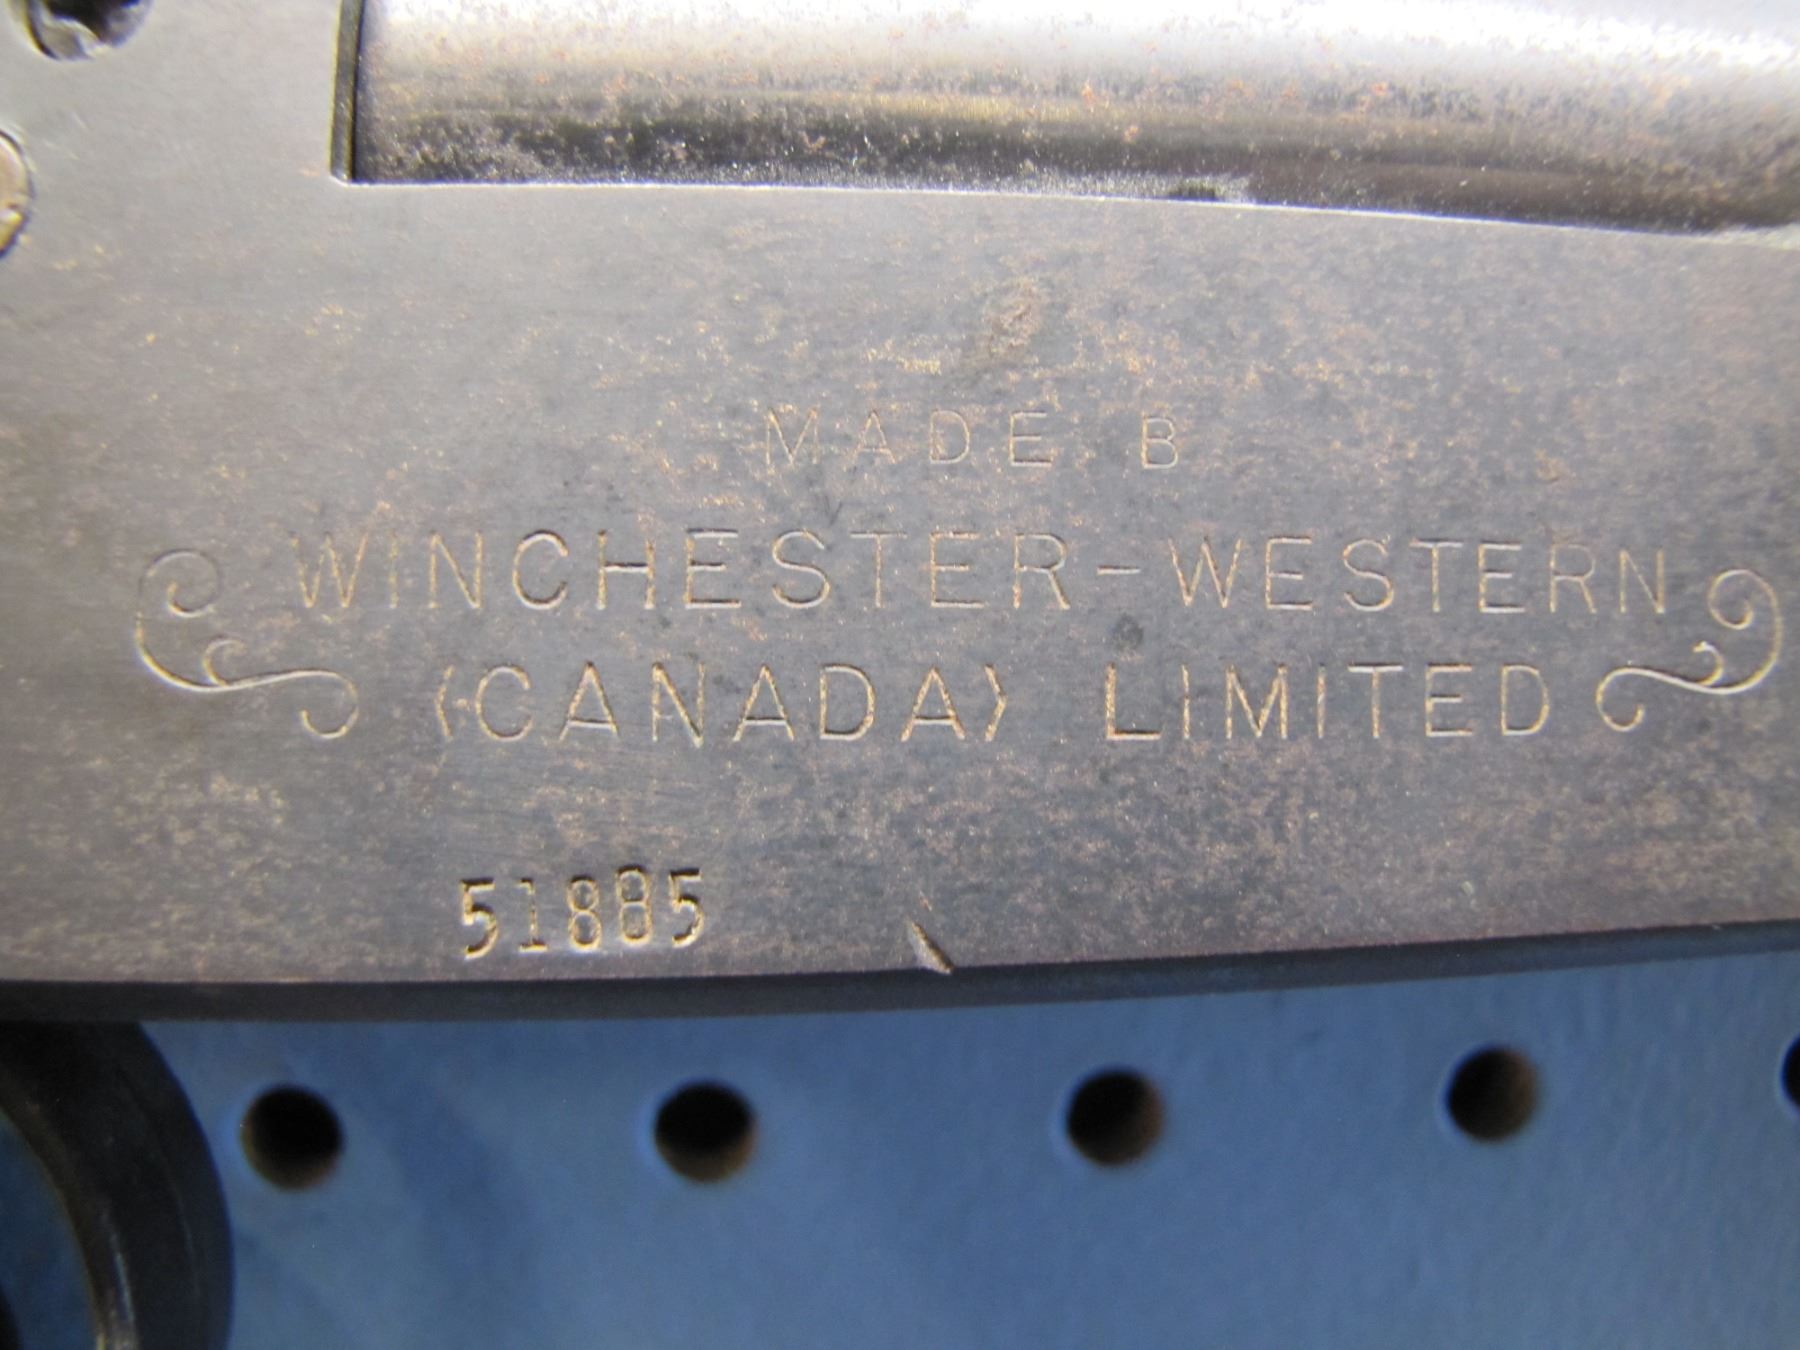 MADE B
WINCHESTER-WESTERN
(CANADA) LIMITED
51885